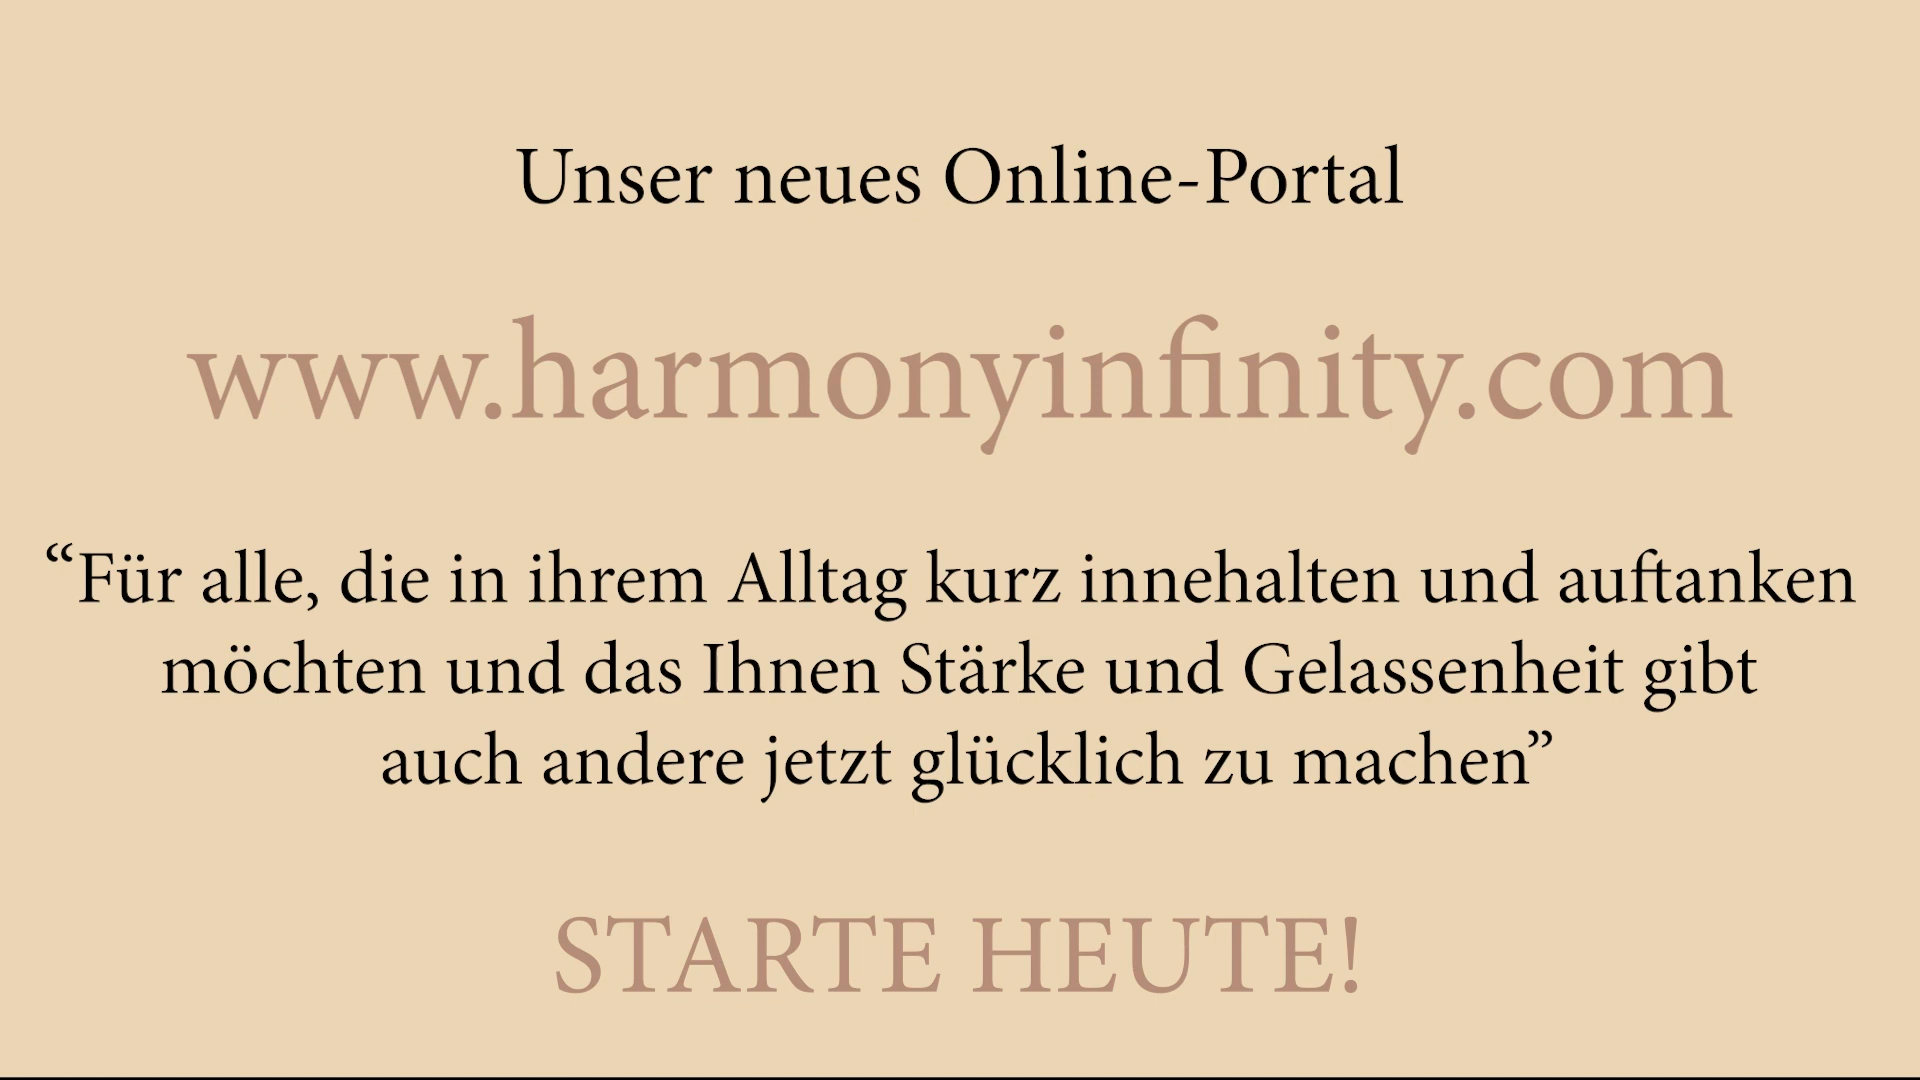 Unser neues Online-Portal
www.harmonyinfinity.com
“Für alle, die in ihrem Alltag kurz innehalten und auftanken
möchten und das Ihnen Stärke und Gelassenheit gibt
auch andere jetzt glücklich zu machen”
STARTE HEUTE!